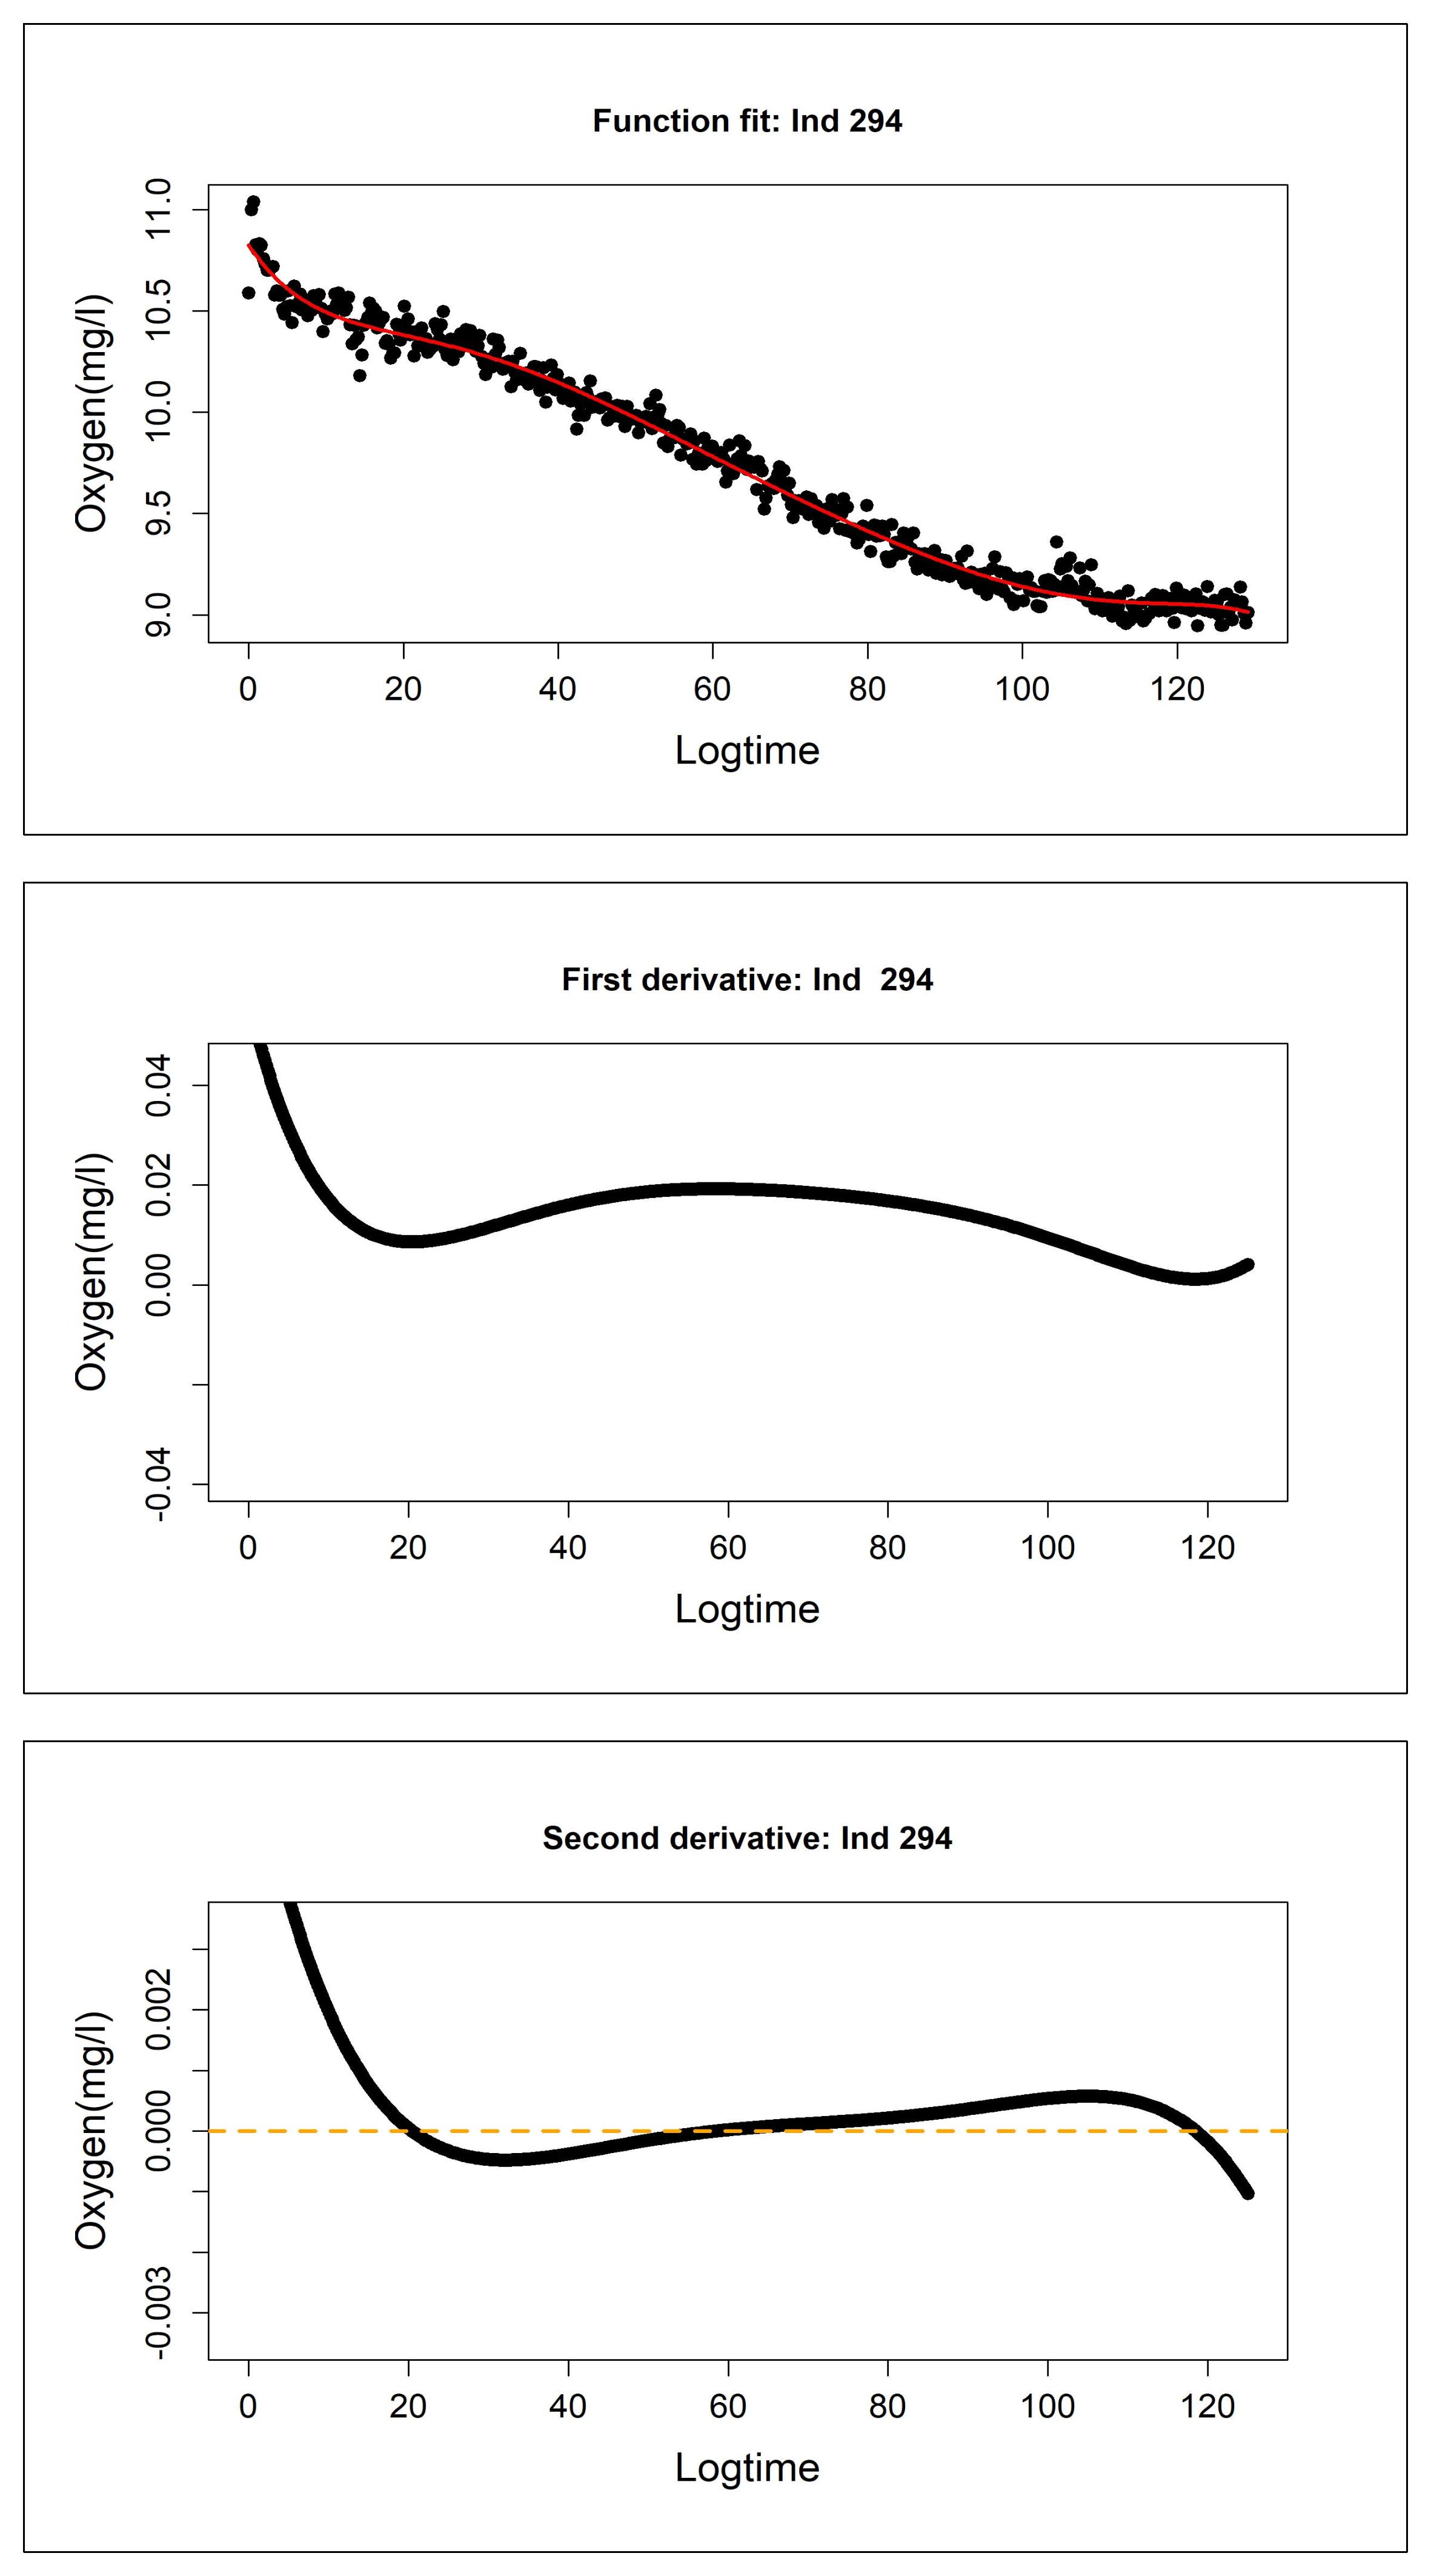 Function fit: Ind 294
11.0
10.5
10.0
9.5
9.0
Oxygen(mg/l)
0 20 40 60 80 100 120
Logtime
First derivative: Ind  294
0.04
0.02
0.00
-0.04
Oxygen(mg/l)
0 20 40 60 80 100 120
Logtime
Second derivative: Ind 294
0.002
0.000
-0.003
Oxygen(mg/l)
0 20 40 60 80 100 120
Logtime